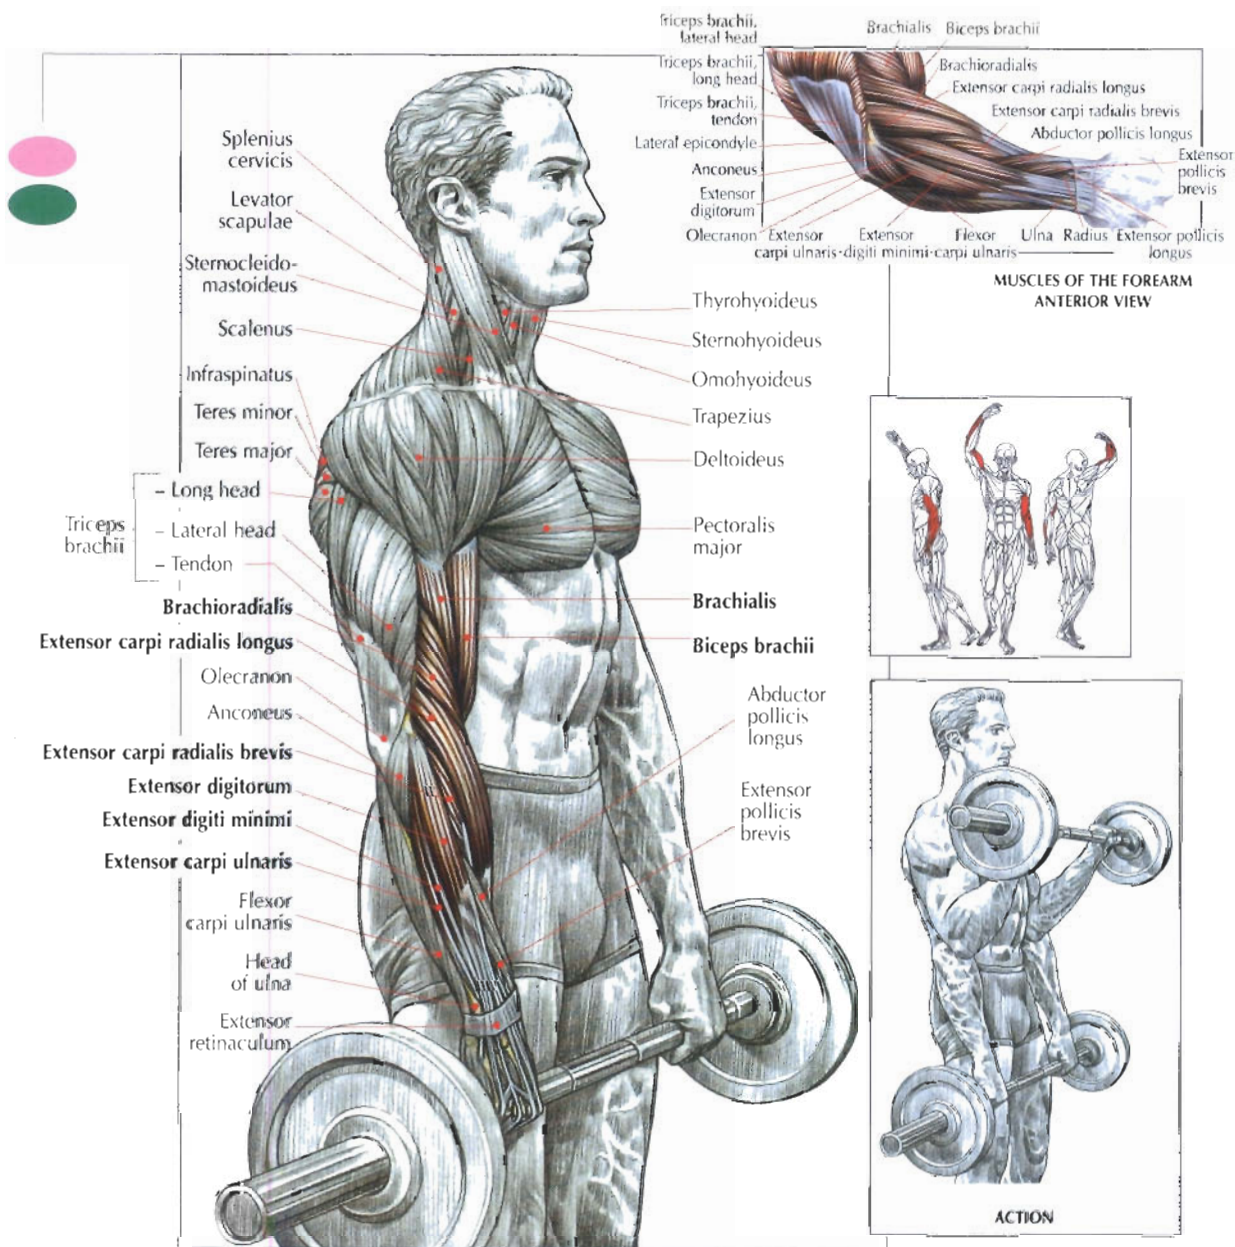 Triceps brachii,
lateral head
Brachialis
Biceps brachii
Triceps brachii,
long head
Brachioradialis
Extensor carpi radialis longus
Triceps brachii,
tendon
Extensor carpi radialis brevis
Abductor pollicis longus
Lateral epicondyle
Extensor
pollicis
brevis
Anconeus
Extensor
digitorum
Olecranon
Extensor
carpi ulnaris
Extensor
digiti minimi
Flexor
carpi ulnaris
Ulna
Radius
Extensor pollicis
longus
MUSCLES OF THE FOREARM
ANTERIOR VIEW
Splenius
cervicis
Levator
scapulae
Sternocleido-
mastoideus
Scalenus
Infraspinatus
Teres minor
Teres major
Triceps
brachii
– Long head
– Lateral head
– Tendon
Brachioradialis
Extensor carpi radialis longus
Olecranon
Anconeus
Extensor carpi radialis brevis
Extensor digitorum
Extensor digiti minimi
Extensor carpi ulnaris
Flexor
carpi ulnaris
Head
of ulna
Extensor
retinaculum
Thyrohyoideus
Sternohyoideus
Omohyoideus
Trapezius
Deltoideus
Pectoralis
major
Brachialis
Biceps brachii
Abductor
pollicis
longus
Extensor
pollicis
brevis
ACTION